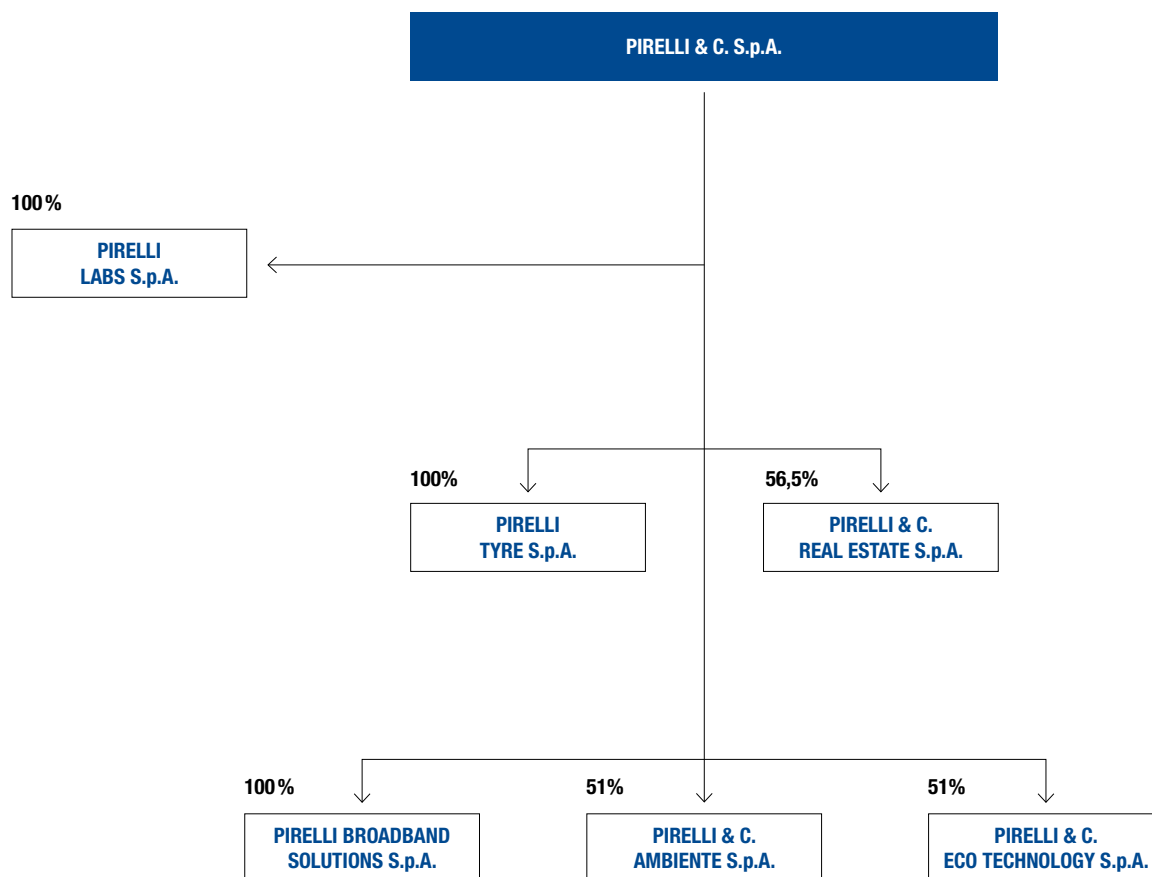 PIRELLI & C. S.p.A.
100%
PIRELLI
LABS S.p.A.
100%
PIRELLI
TYRE S.p.A.
56,5%
PIRELLI & C.
REAL ESTATE S.p.A.
100%
PIRELLI BROADBAND
SOLUTIONS S.p.A.
51%
PIRELLI & C.
AMBIENTE S.p.A.
51%
PIRELLI & C.
ECO TECHNOLOGY S.p.A.